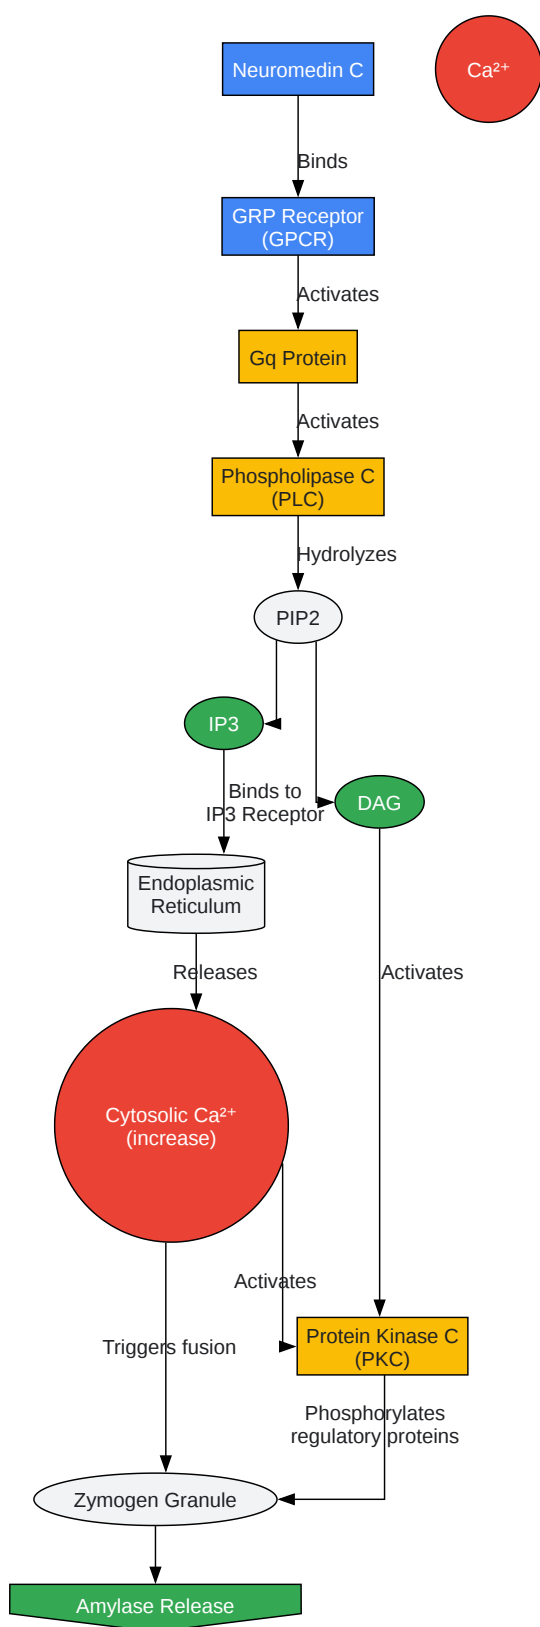 Neuromedin C
Ca²⁺
Binds
GRP Receptor
(GPCR)
Activates
Gq Protein
Activates
Phospholipase C
(PLC)
Hydrolyzes
PIP2
IP3
Binds to
IP3 Receptor
DAG
Endoplasmic
Reticulum
Releases
Activates
Cytosolic Ca²⁺
(increase)
Activates
Protein Kinase C
(PKC)
Triggers fusion
Phosphorylates
regulatory proteins
Zymogen Granule
Amylase Release